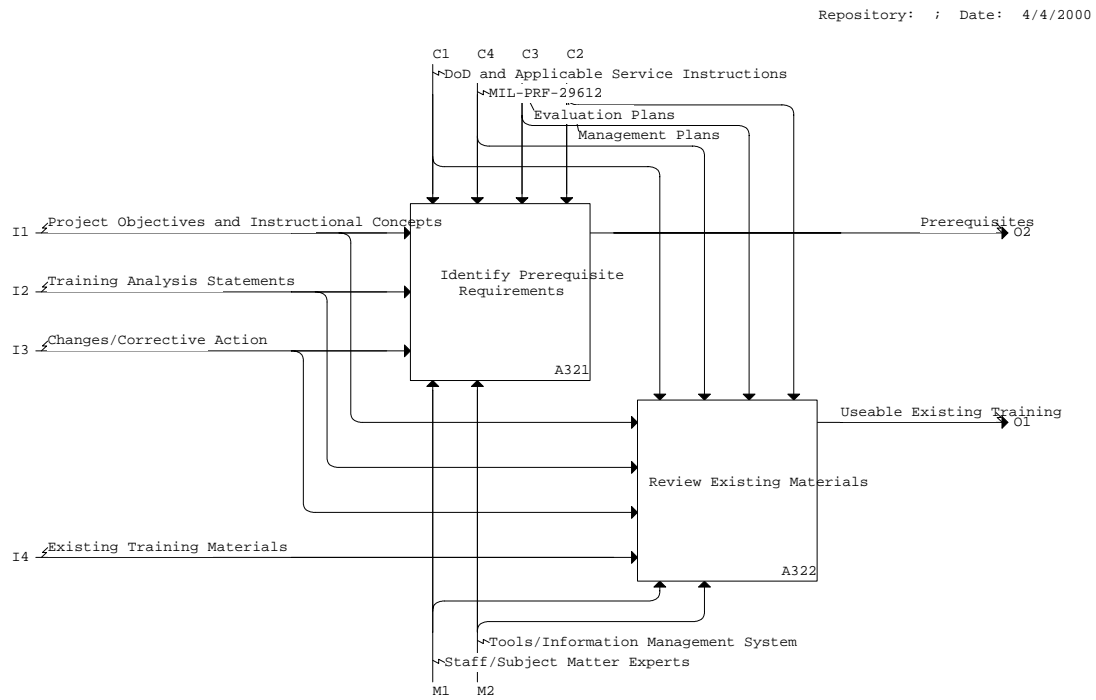 Repository: ; Date: 4/4/2000
C1 C4 C3 C2
DoD and Applicable Service Instructions
MIL-PRF-29612
Evaluation Plans
Management Plans
I1 Project Objectives and Instructional Concepts
Prerequisites O2
Identify Prerequisite
Requirements
I2 Training Analysis Statements
I3 Changes/Corrective Action
A321
Useable Existing Training
O1
Review Existing Materials
I4 Existing Training Materials
A322
Tools/Information Management System
Staff/Subject Matter Experts
M1 M2